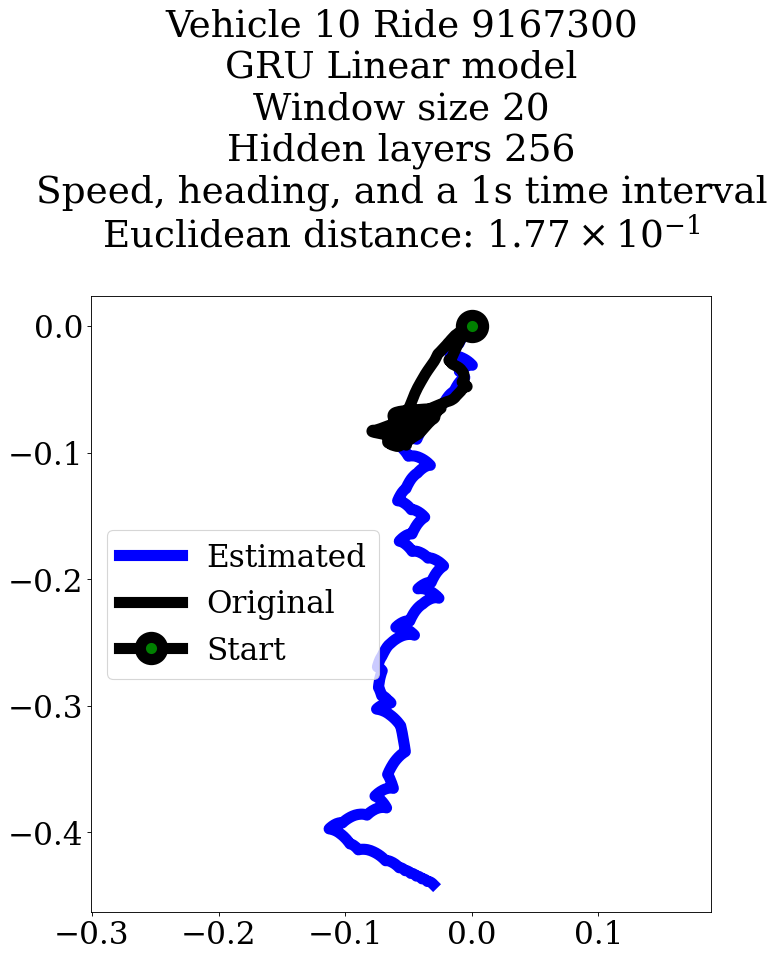 Vehicle 10 Ride 9167300
GRU Linear model
Window size 20
Hidden layers 256
Speed, heading, and a 1s time interval
Euclidean distance: 1.77 × 10⁻¹
0.0
−0.1
−0.2
−0.3
−0.4
Estimated
Original
Start
−0.3 −0.2 −0.1 0.0 0.1